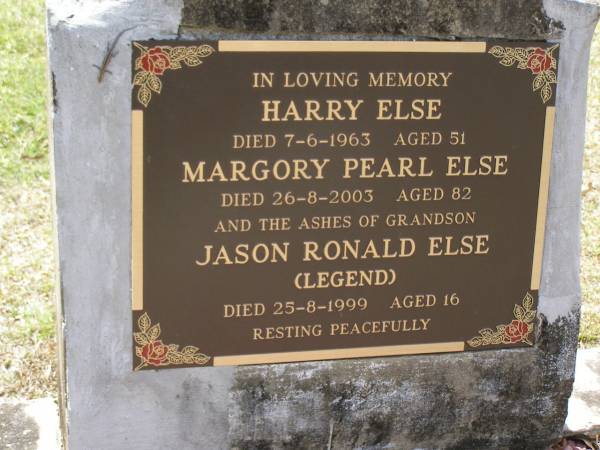 IN LOVING MEMORY
HARRY ELSE
DIED 7-6-1963 AGED 51
MARGORY PEARL ELSE
DIED 26-8-2003 AGED 82
AND THE ASHES OF GRANDSON
JASON RONALD ELSE
(LEGEND)
DIED 25-8-1999 AGED 16
RESTING PEACEFULLY